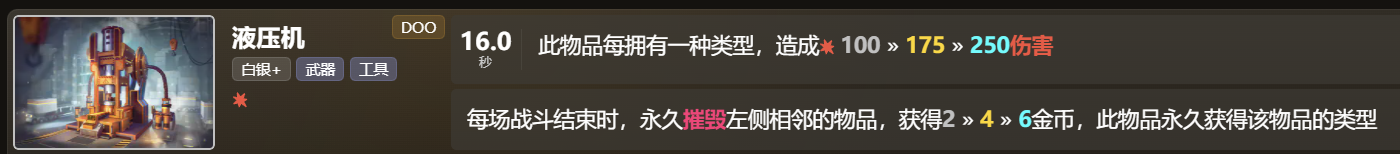 液压机
DOO
白银+ 武器 工具
16.0
秒
此物品每拥有一种类型，造成 100 » 175 » 250伤害
每场战斗结束时，永久摧毁左侧相邻的物品，获得2 » 4 » 6金币，此物品永久获得该物品的类型